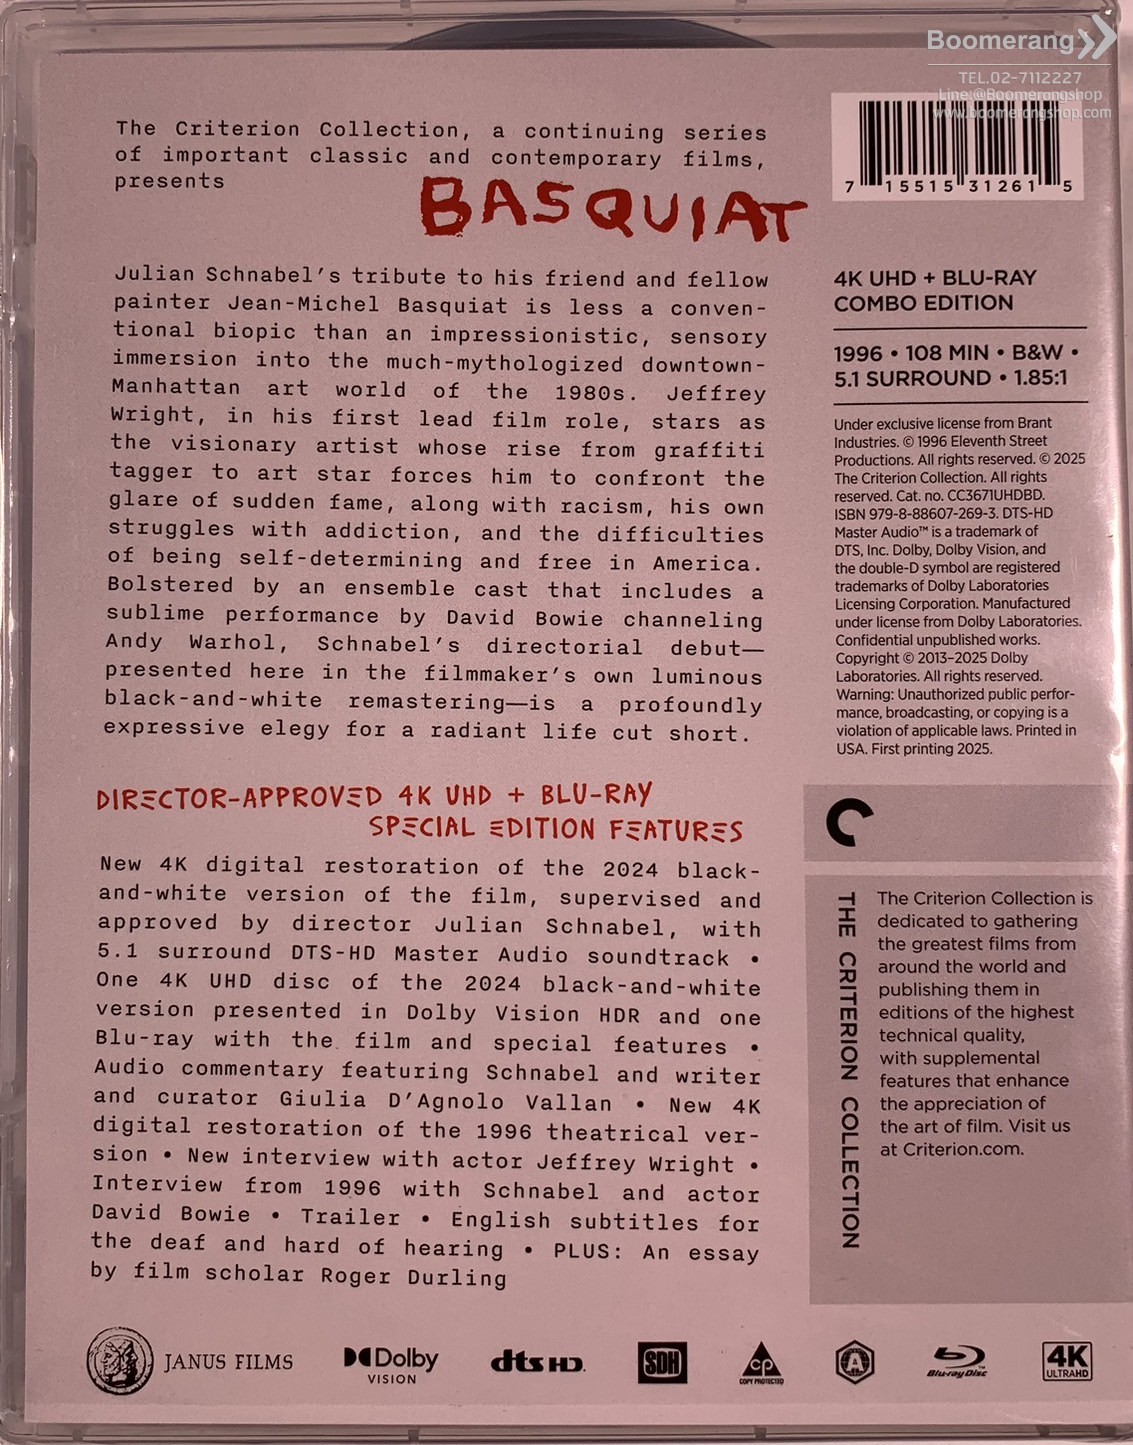 Boomerang
TEL.02-7112227
Line:@Boomerangshop
www.boomerangshop.com
7 15515 31261 5
The Criterion Collection, a continuing series
of important classic and contemporary films,
presents
BASQUIAT
Julian Schnabel's tribute to his friend and fellow
painter Jean-Michel Basquiat is less a conven-
tional biopic than an impressionistic, sensory
immersion into the much-mythologized downtown-
Manhattan art world of the 1980s. Jeffrey
Wright, in his first lead film role, stars as
the visionary artist whose rise from graffiti
tagger to art star forces him to confront the
glare of sudden fame, along with racism, his own
struggles with addiction, and the difficulties
of being self-determining and free in America.
Bolstered by an ensemble cast that includes a
sublime performance by David Bowie channeling
Andy Warhol, Schnabel's directorial debut—
presented here in the filmmaker's own luminous
black-and-white remastering—is a profoundly
expressive elegy for a radiant life cut short.
DIRECTOR-APPROVED 4K UHD + BLU-RAY
SPECIAL EDITION FEATURES
New 4K digital restoration of the 2024 black-
and-white version of the film, supervised and
approved by director Julian Schnabel, with
5.1 surround DTS-HD Master Audio soundtrack •
One 4K UHD disc of the 2024 black-and-white
version presented in Dolby Vision HDR and one
Blu-ray with the film and special features •
Audio commentary featuring Schnabel and writer
and curator Giulia D'Agnolo Vallan • New 4K
digital restoration of the 1996 theatrical ver-
sion • New interview with actor Jeffrey Wright •
Interview from 1996 with Schnabel and actor
David Bowie • Trailer • English subtitles for
the deaf and hard of hearing • PLUS: An essay
by film scholar Roger Durling
4K UHD + BLU-RAY
COMBO EDITION
1996 • 108 MIN • B&W •
5.1 SURROUND • 1.85:1
Under exclusive license from Brant
Industries. © 1996 Eleventh Street
Productions. All rights reserved. © 2025
The Criterion Collection. All rights
reserved. Cat. no. CC3671UHDBD.
ISBN 979-8-88607-269-3. DTS-HD
Master Audio™ is a trademark of
DTS, Inc. Dolby, Dolby Vision, and
the double-D symbol are registered
trademarks of Dolby Laboratories
Licensing Corporation. Manufactured
under license from Dolby Laboratories.
Confidential unpublished works.
Copyright © 2013–2025 Dolby
Laboratories. All rights reserved.
Warning: Unauthorized public perfor-
mance, broadcasting, or copying is a
violation of applicable laws. Printed in
USA. First printing 2025.
THE CRITERION COLLECTION
The Criterion Collection is
dedicated to gathering
the greatest films from
around the world and
publishing them in
editions of the highest
technical quality,
with supplemental
features that enhance
the appreciation of
the art of film. Visit us
at Criterion.com.
JANUS FILMS
Dolby
VISION
dts HD
SDH
CP
COPY PROTECTED
A
Blu-ray Disc
4K
ULTRA HD